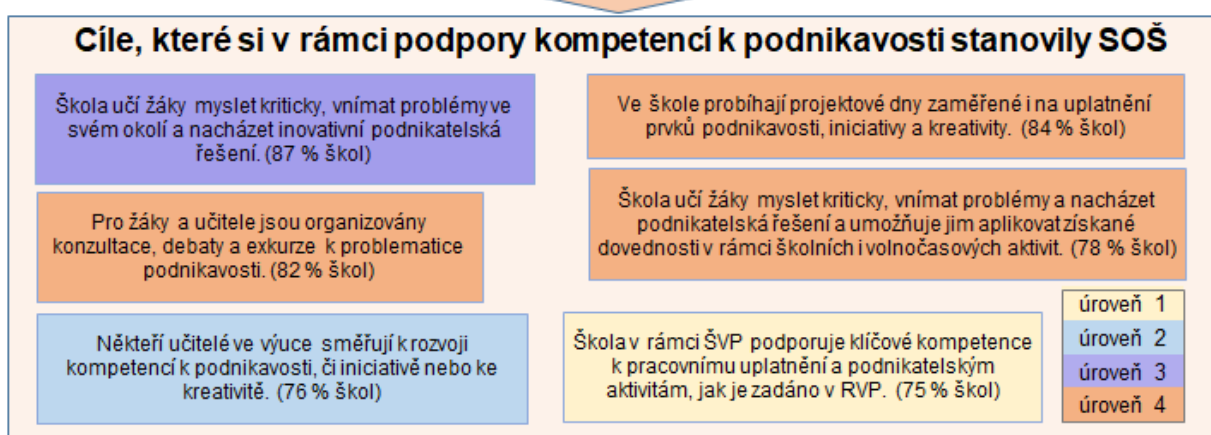 Cíle, které si v rámci podpory kompetencí k podnikavosti stanovily SOŠ
Škola učí žáky myslet kriticky, vnímat problémy ve
svém okolí a nacházet inovativní podnikatelská
řešení. (87 % škol)
Ve škole probíhají projektové dny zaměřené i na uplatnění
prvků podnikavosti, iniciativy a kreativity. (84 % škol)
Pro žáky a učitele jsou organizovány
konzultace, debaty a exkurze k problematice
podnikavosti. (82 % škol)
Škola učí žáky myslet kriticky, vnímat problémy a nacházet
podnikatelská řešení a umožňuje jim aplikovat získané
dovednosti v rámci školních i volnočasových aktivit. (78 % škol)
Někteří učitelé ve výuce směřují k rozvoji
kompetencí k podnikavosti, či iniciativě nebo ke
kreativitě. (76 % škol)
Škola v rámci ŠVP podporuje klíčové kompetence
k pracovnímu uplatnění a podnikatelským
aktivitám, jak je zadáno v RVP. (75 % škol)
úroveň 1
úroveň 2
úroveň 3
úroveň 4